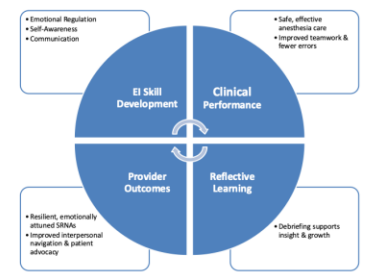 • Emotional Regulation
• Self-Awareness
• Communication
• Safe, effective
anesthesia care
• Improved teamwork &
fewer errors
EI Skill
Development
Clinical
Performance
Provider
Outcomes
Reflective
Learning
• Resilient, emotionally
attuned SRNAs
• Improved interpersonal
navigation & patient
advocacy
• Debriefing supports
insight & growth